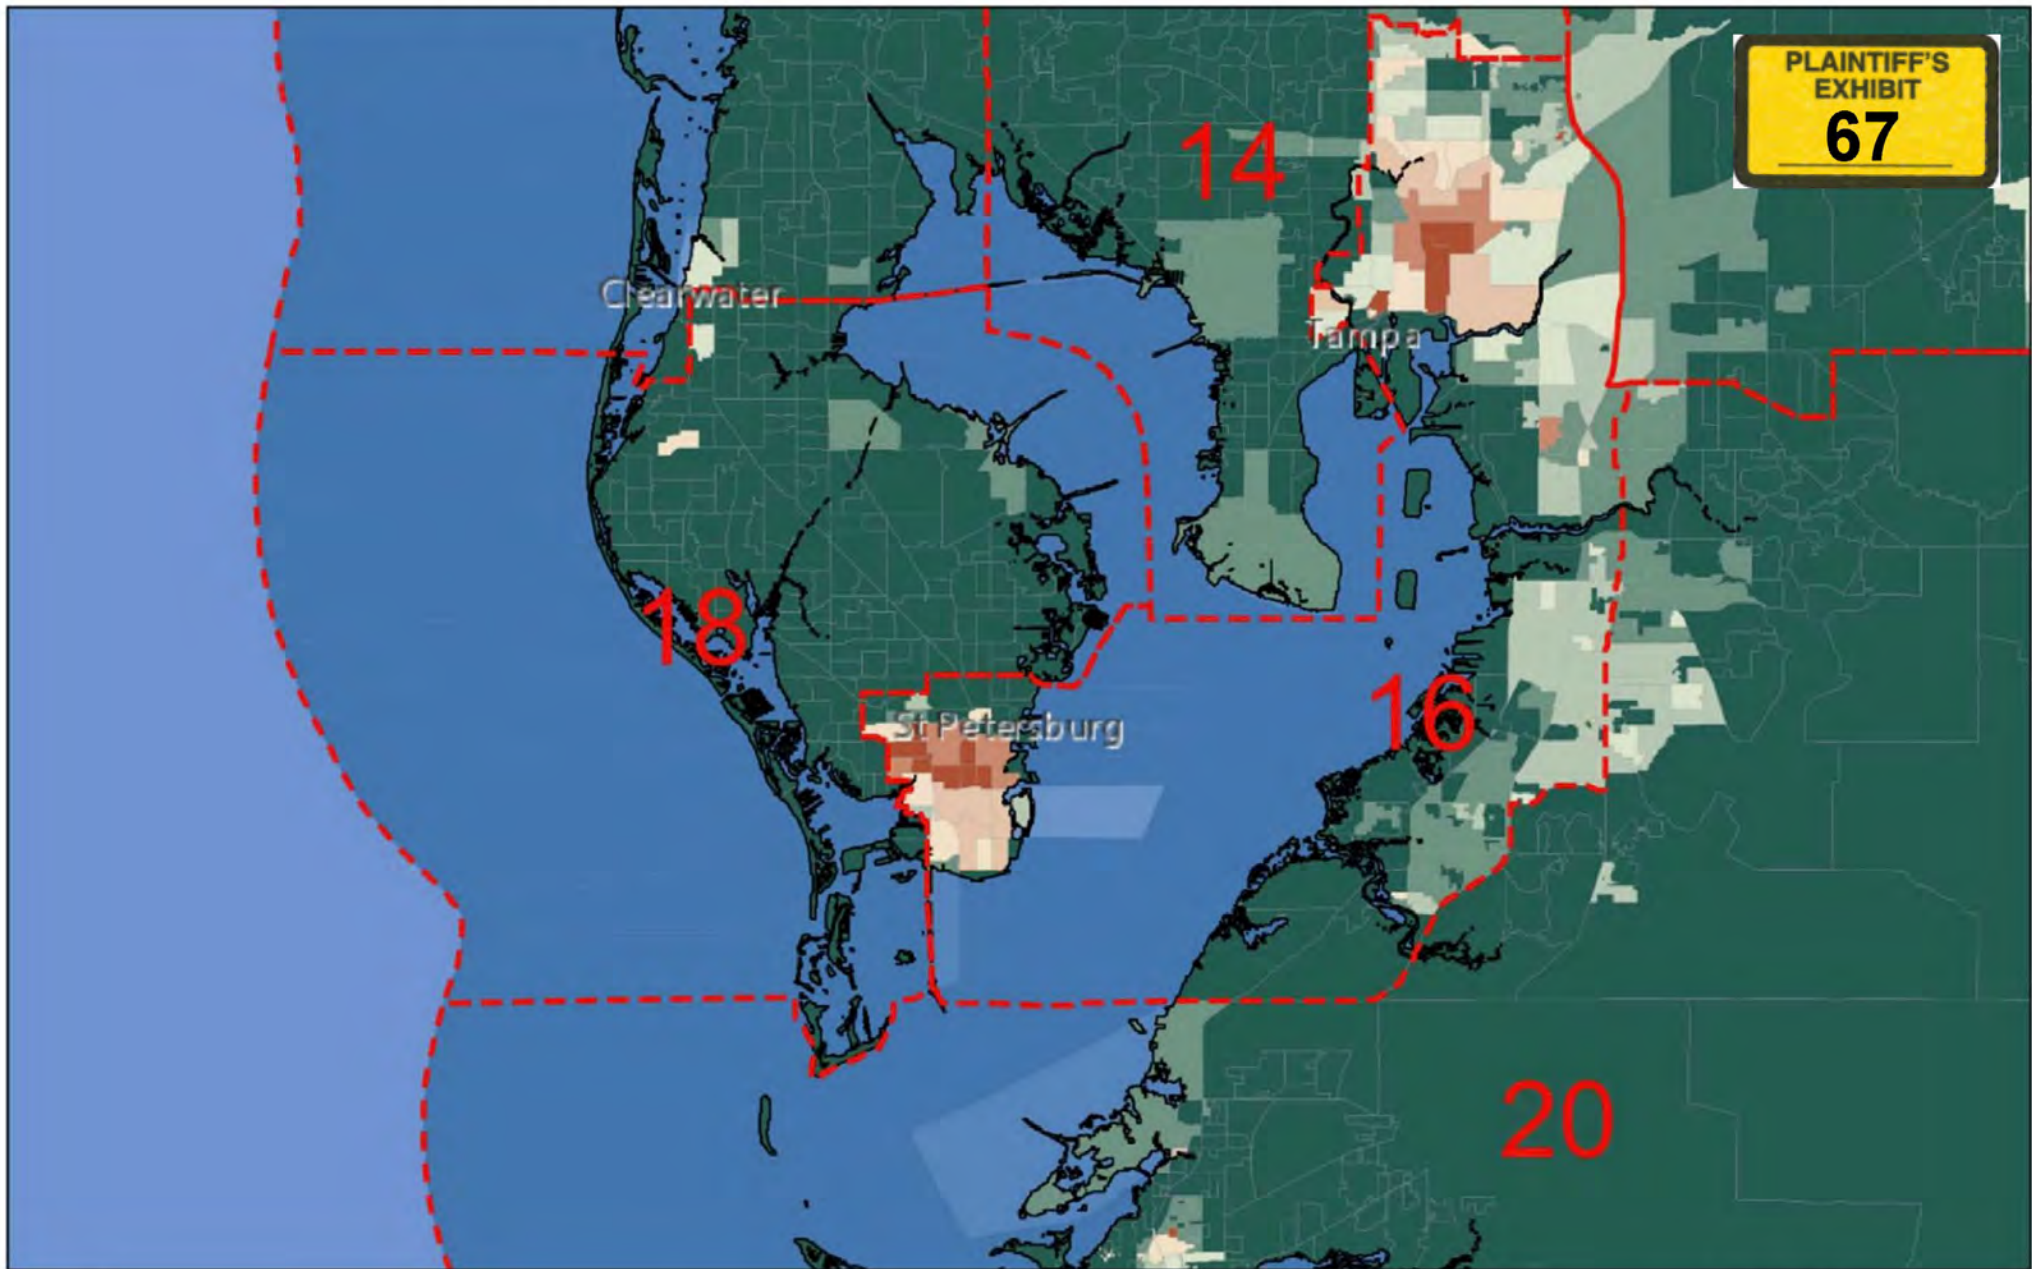 PLAINTIFF'S
EXHIBIT
67
14
Clearwater
Tampa
18
16
St Petersburg
20